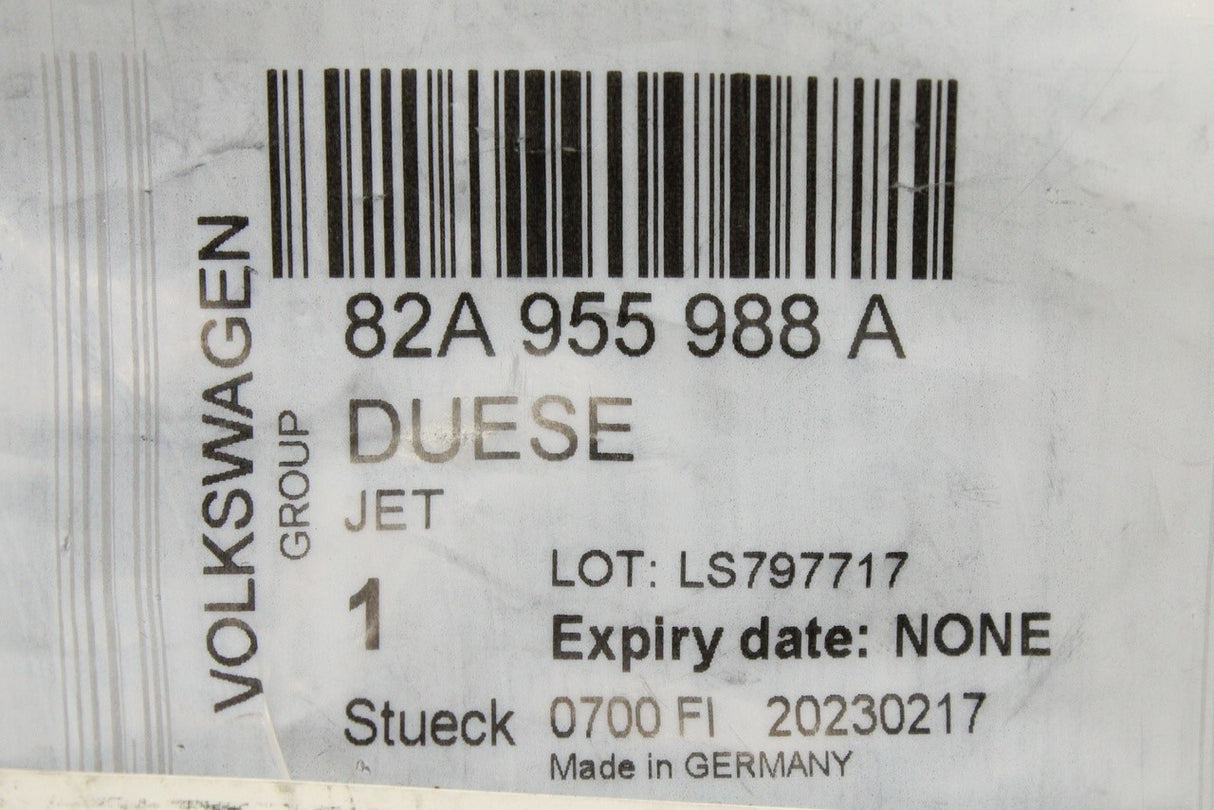 VOLKSWAGEN
GROUP
82A 955 988 A
DUESE
JET
1
LOT: LS797717
Expiry date: NONE
Stueck 0700 FI 20230217
Made in GERMANY